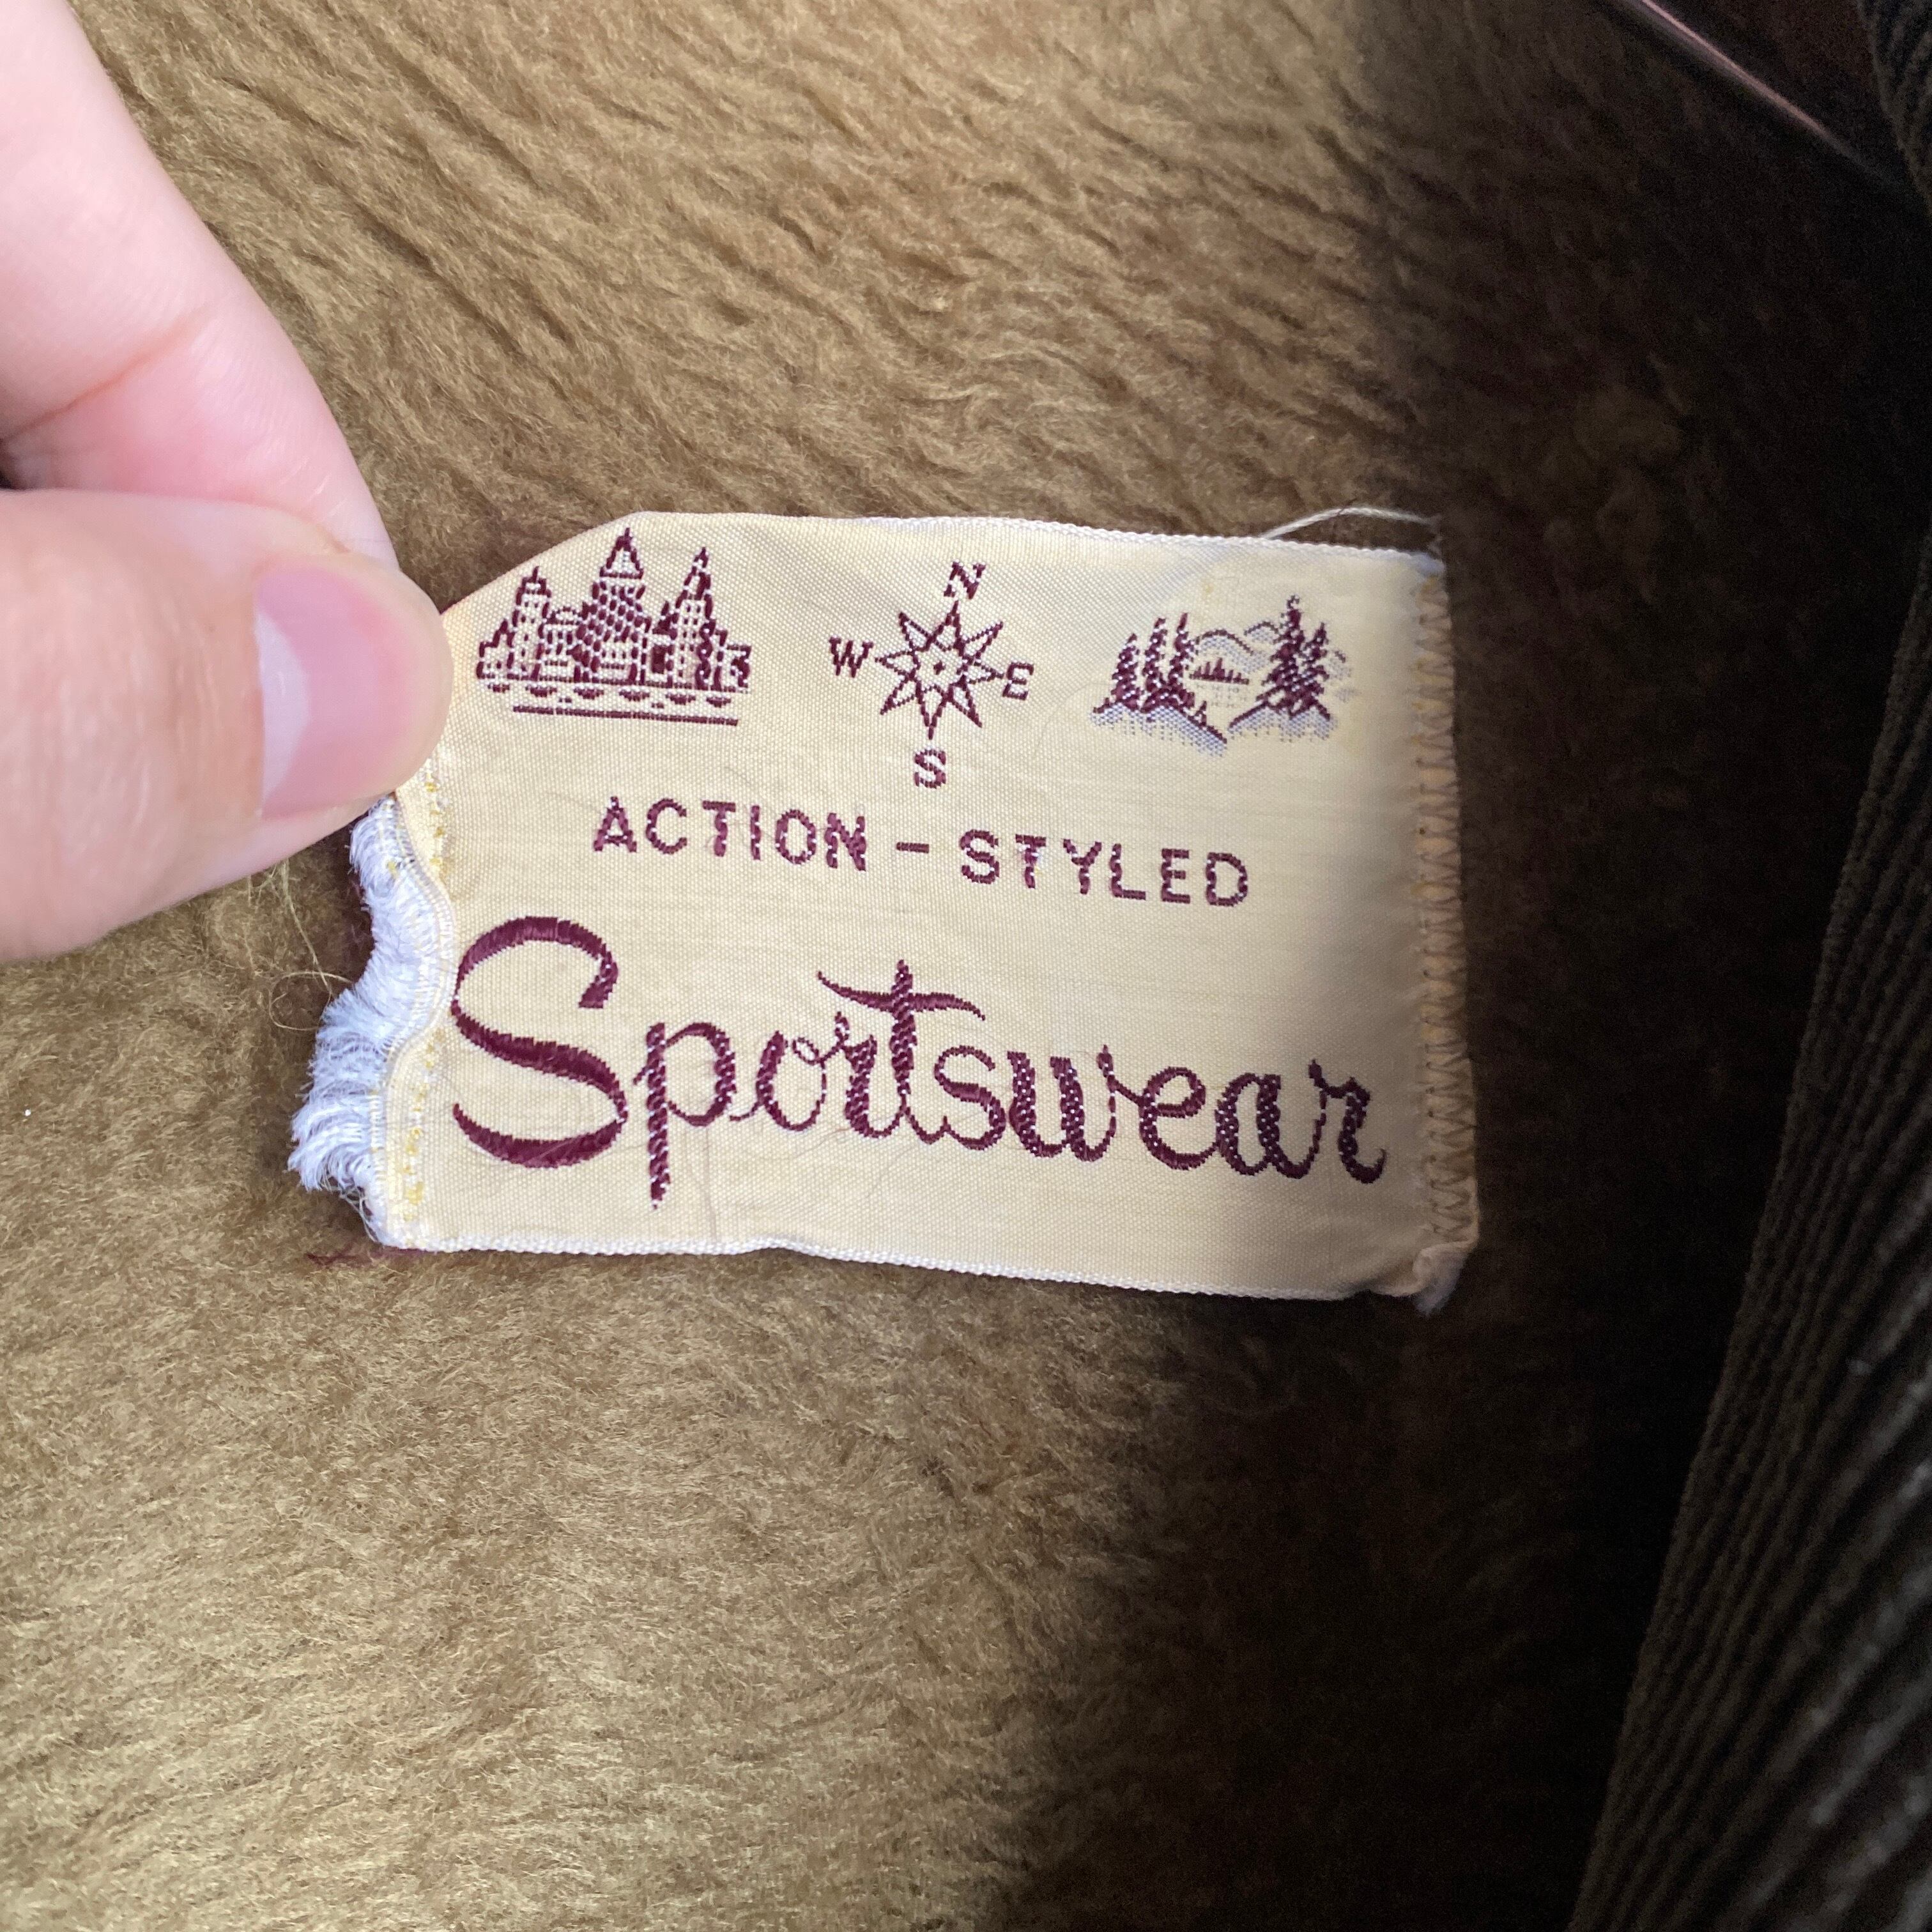 N
W E
S
ACTION - STYLED
Sportswear